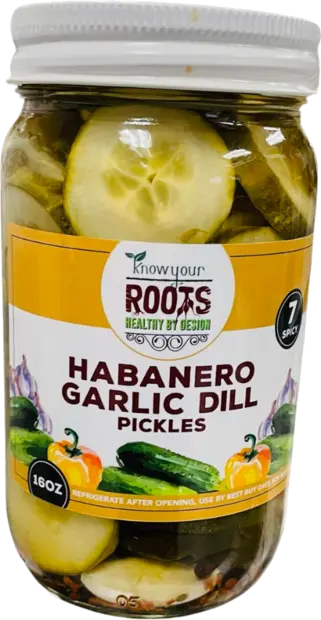 Know your
ROOTS
HEALTHY BY DESIGN
7
SPICY
HABANERO
GARLIC DILL
PICKLES
16OZ
REFRIGERATE AFTER OPENING, USE BY BEST BUY DATE
05